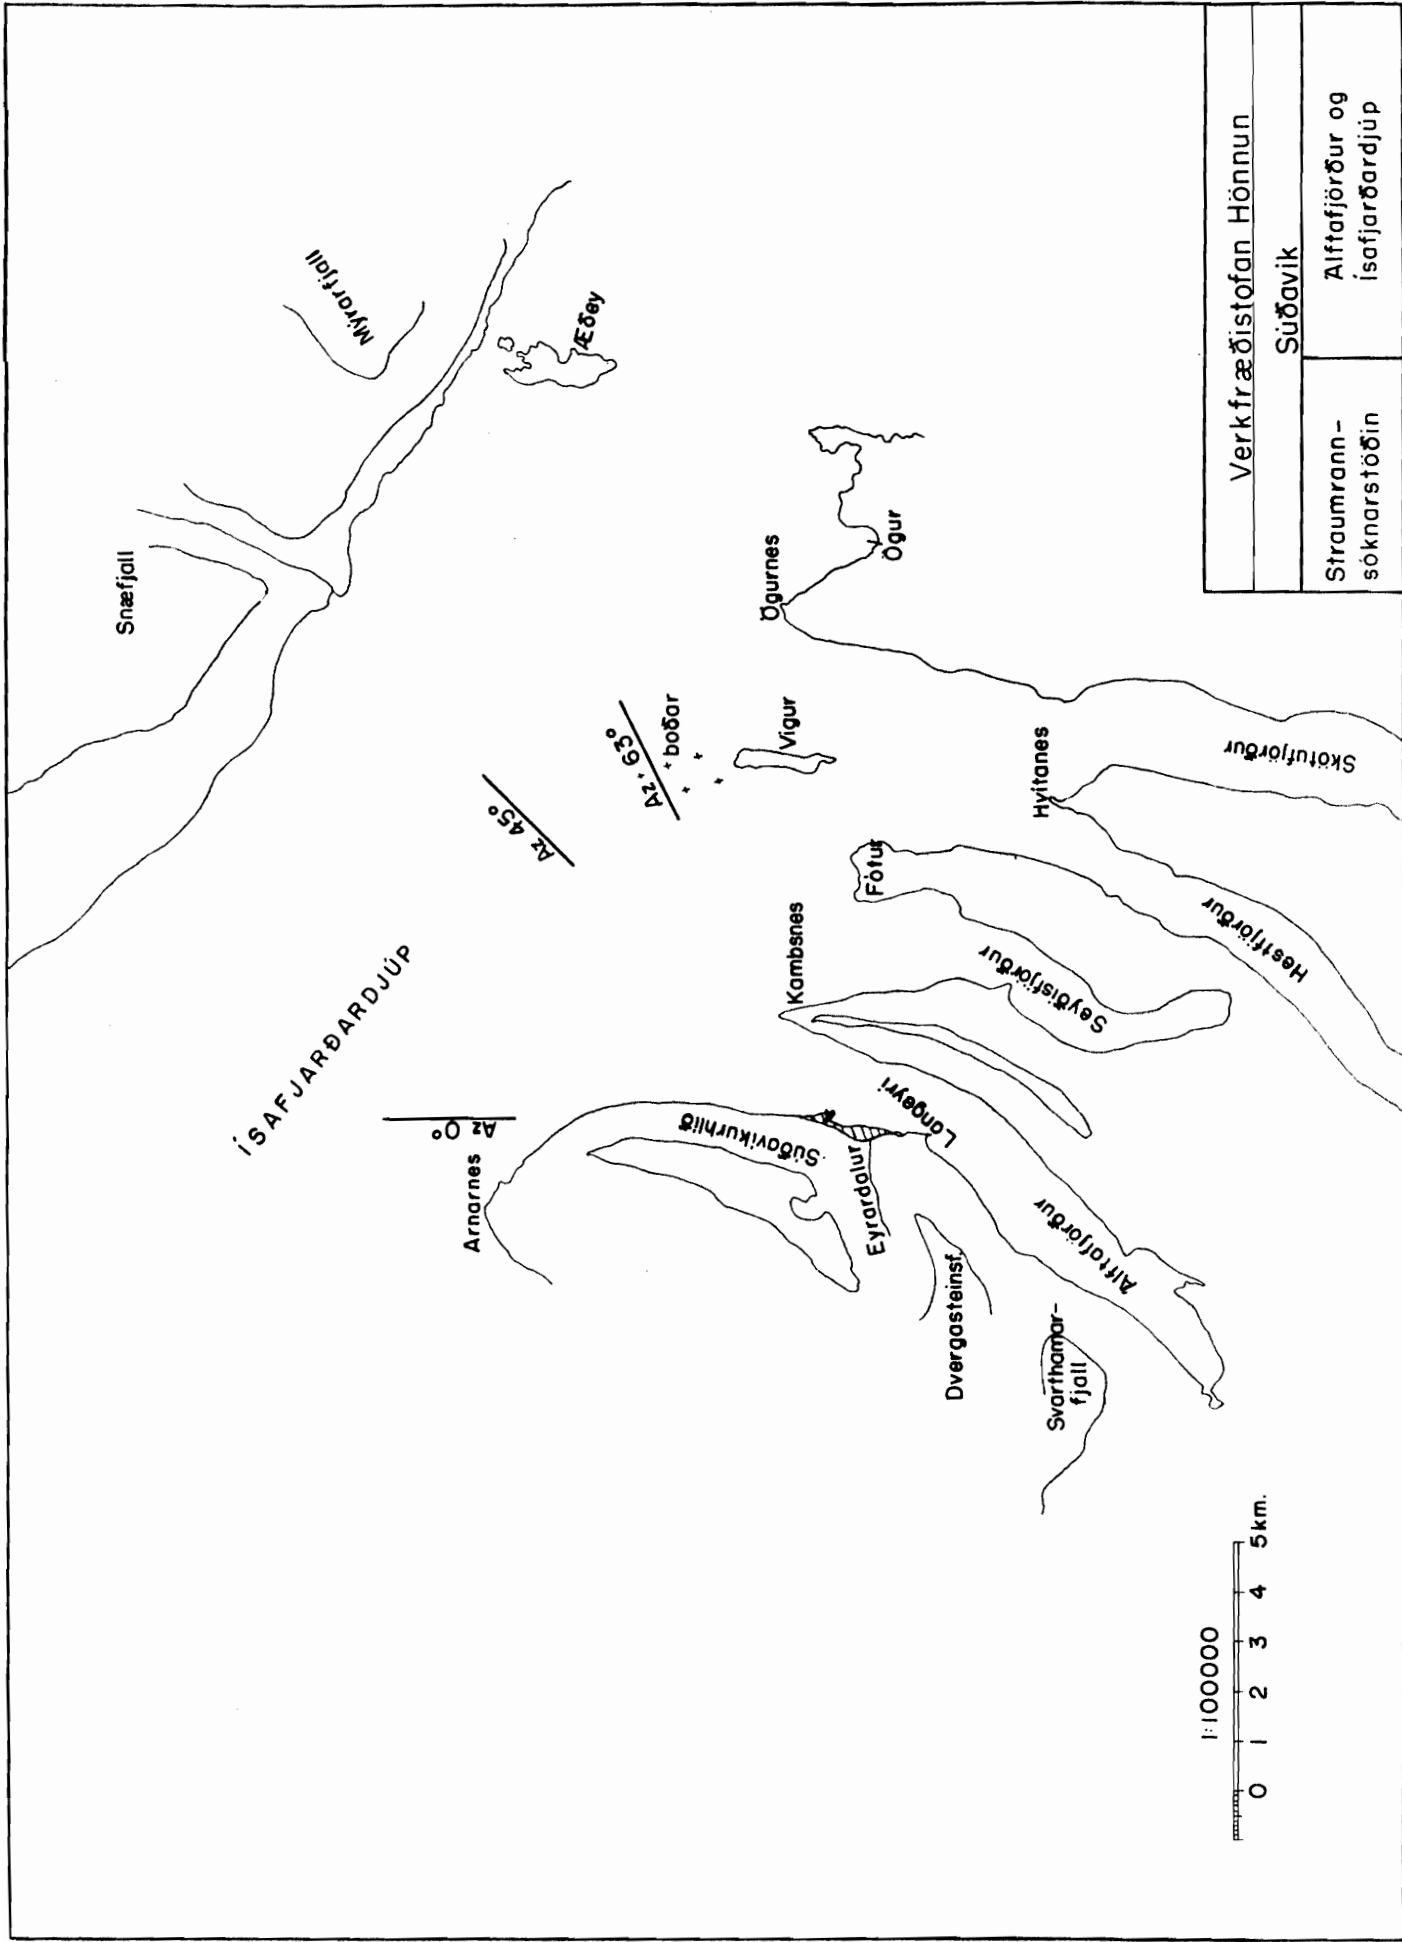 Snæfjall
Mýrarfjall
Æðey
ÍSAFJARÐARDJÚP
Az 45°
Az + 63°
boðar
Vigur
Ögurnes
Ögur
Az 0°
Arnarnes
Súðavikurhlið
Kambsnes
Fótur
Hvítanes
Langeyri
Eyrardalur
Seyðisfjörður
Hestfjörður
Skötufjörður
Dvergasteinsf.
Álftafjörður
Svarthamar-
fjall
1:100000
0 1 2 3 4 5km.
Verkfræðistofan Hönnun
Súðavik
Straumrann-
sóknarstöðin
Álftafjörður og
Ísafjarðardjúp